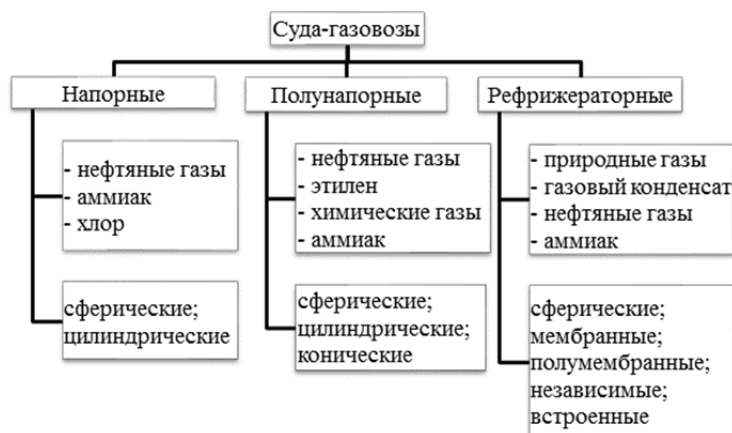 Суда-газовозы
Напорные
Полунапорные
Рефрижераторные
- нефтяные газы
- аммиак
- хлор
- нефтяные газы
- этилен
- химические газы
- аммиак
- природные газы
- газовый конденсат
- нефтяные газы
- аммиак
сферические;
цилиндрические
сферические;
цилиндрические;
конические
сферические;
мембранные;
полумембранные;
независимые;
встроенные